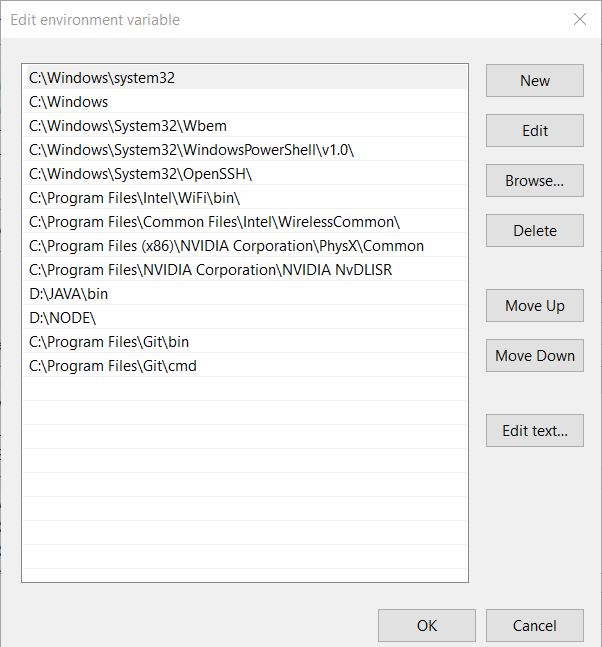 Edit environment variable
C:\Windows\system32
C:\Windows
C:\Windows\System32\Wbem
C:\Windows\System32\WindowsPowerShell\v1.0\
C:\Windows\System32\OpenSSH\
C:\Program Files\Intel\WiFi\bin\
C:\Program Files\Common Files\Intel\WirelessCommon\
C:\Program Files (x86)\NVIDIA Corporation\PhysX\Common
C:\Program Files\NVIDIA Corporation\NVIDIA NvDLISR
D:\JAVA\bin
D:\NODE\
C:\Program Files\Git\bin
C:\Program Files\Git\cmd
New
Edit
Browse...
Delete
Move Up
Move Down
Edit text...
OK
Cancel